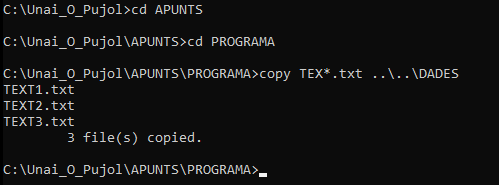 C:\Unai_O_Pujol>cd APUNTS
C:\Unai_O_Pujol\APUNTS>cd PROGRAMA
C:\Unai_O_Pujol\APUNTS\PROGRAMA>copy TEX*.txt ..\..\DADES
TEXT1.txt
TEXT2.txt
TEXT3.txt
        3 file(s) copied.
C:\Unai_O_Pujol\APUNTS\PROGRAMA>